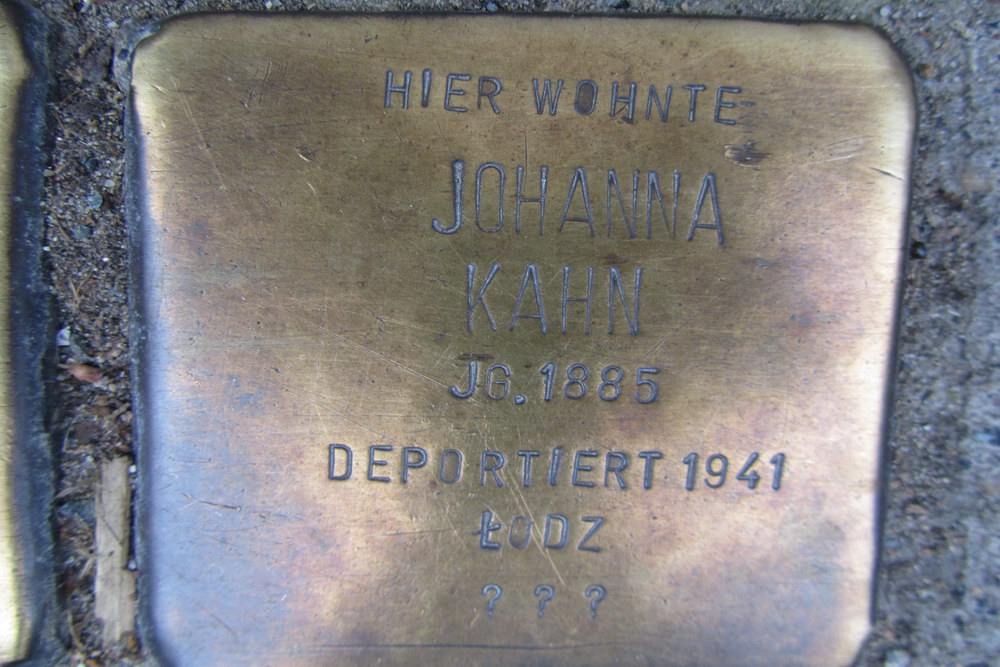 HIER WOHNTE
JOHANNA
KAHN
JG. 1885
DEPORTIERT 1941
ŁODZ
? ? ?